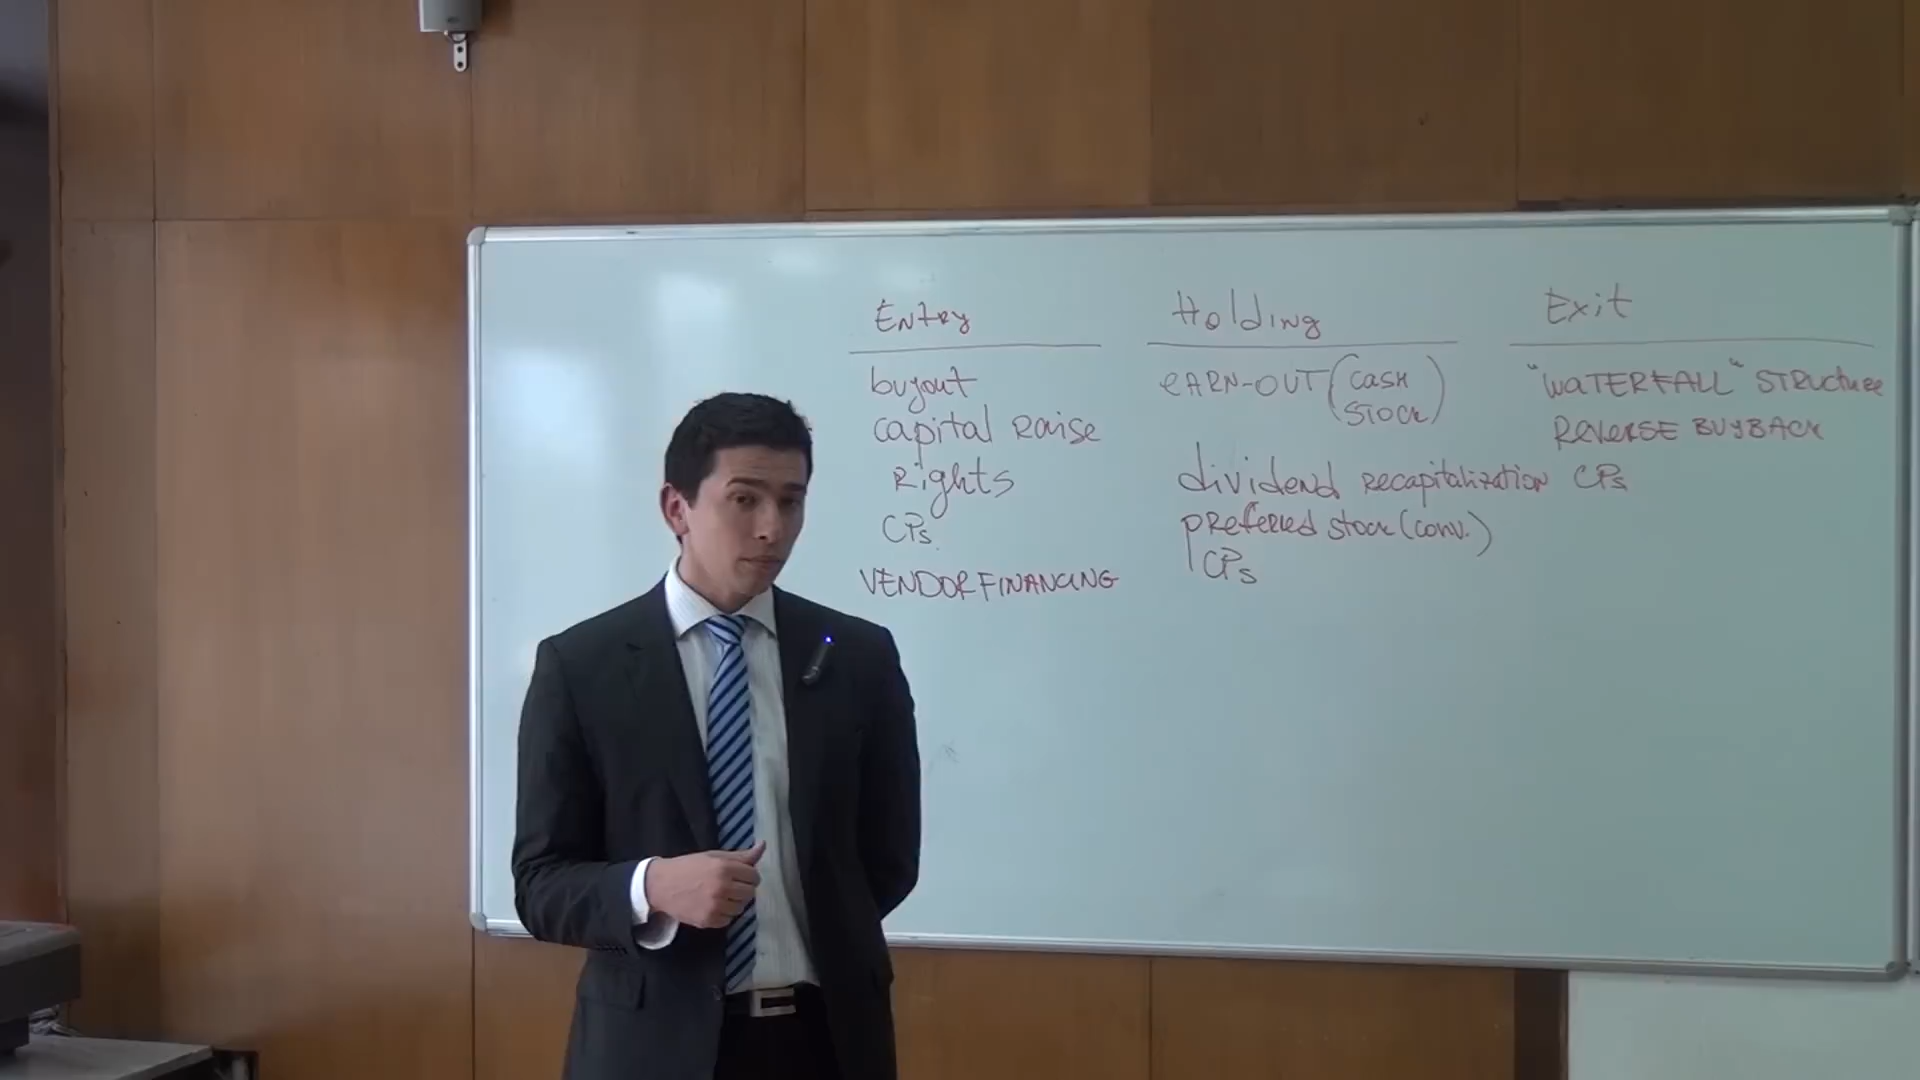 Entry
buyout
capital raise
Rights
CPs.
VENDOR FINANCING
Holding
EARN-OUT (Cash
Stock)
dividend recapitalization
preferred stock (conv.)
CPs
Exit
"WATERFALL" STRUCTURE
REVERSE BUYBACK
CPs